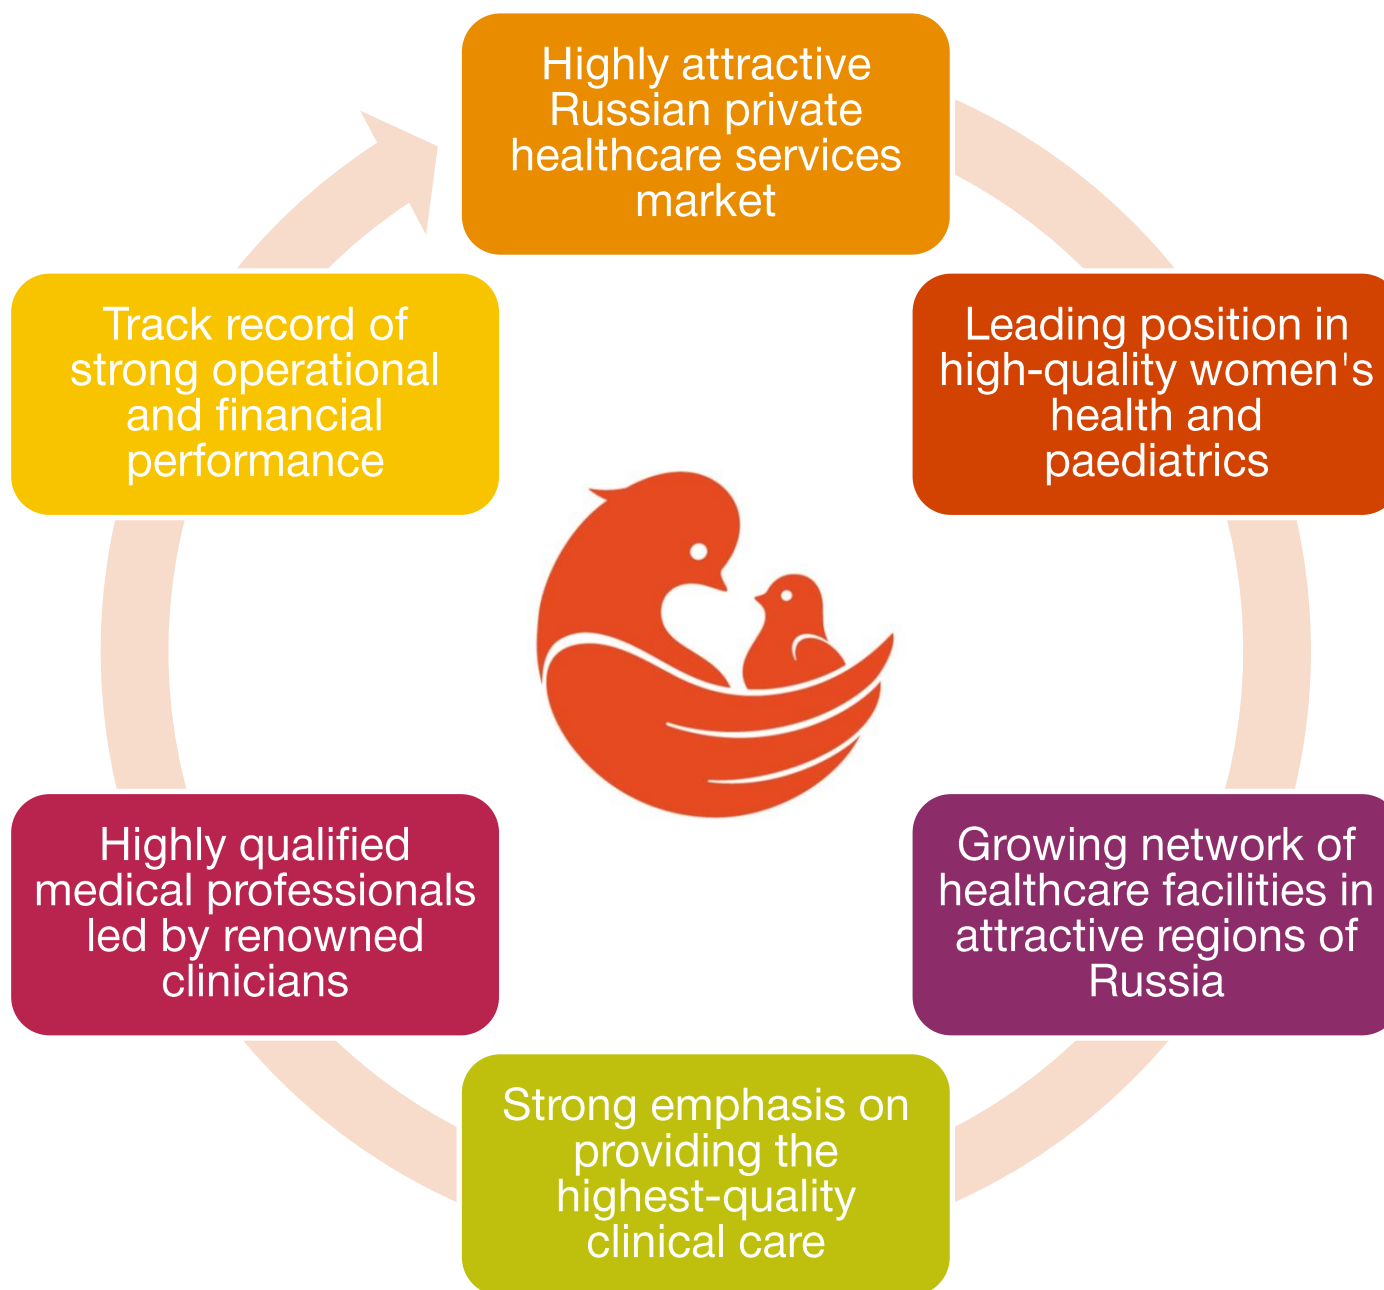 Highly attractive
Russian private
healthcare services
market
Leading position in
high-quality women's
health and
paediatrics
Growing network of
healthcare facilities in
attractive regions of
Russia
Strong emphasis on
providing the
highest-quality
clinical care
Highly qualified
medical professionals
led by renowned
clinicians
Track record of
strong operational
and financial
performance